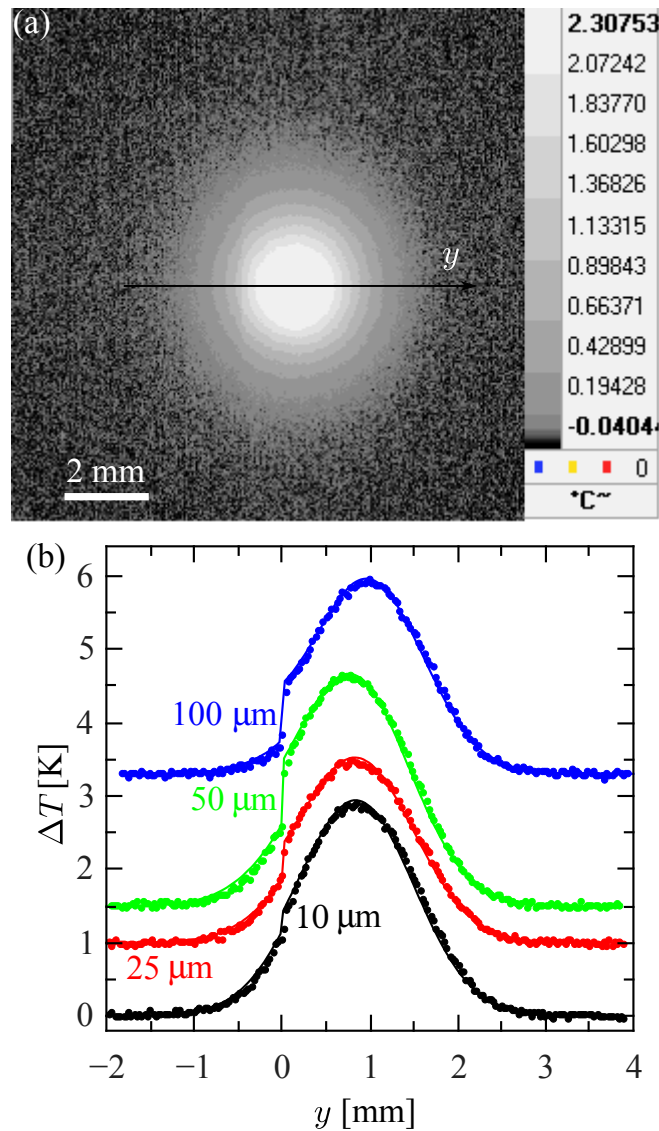 (a)
2.30753
2.07242
1.83770
1.60298
1.36826
1.13315
0.89843
0.66371
0.42899
0.19428
-0.04044
0
°C~
y
2 mm
(b)
6
5
4
3
2
1
0
ΔT [K]
100 µm
50 µm
25 µm
10 µm
−2 −1 0 1 2 3 4
y [mm]